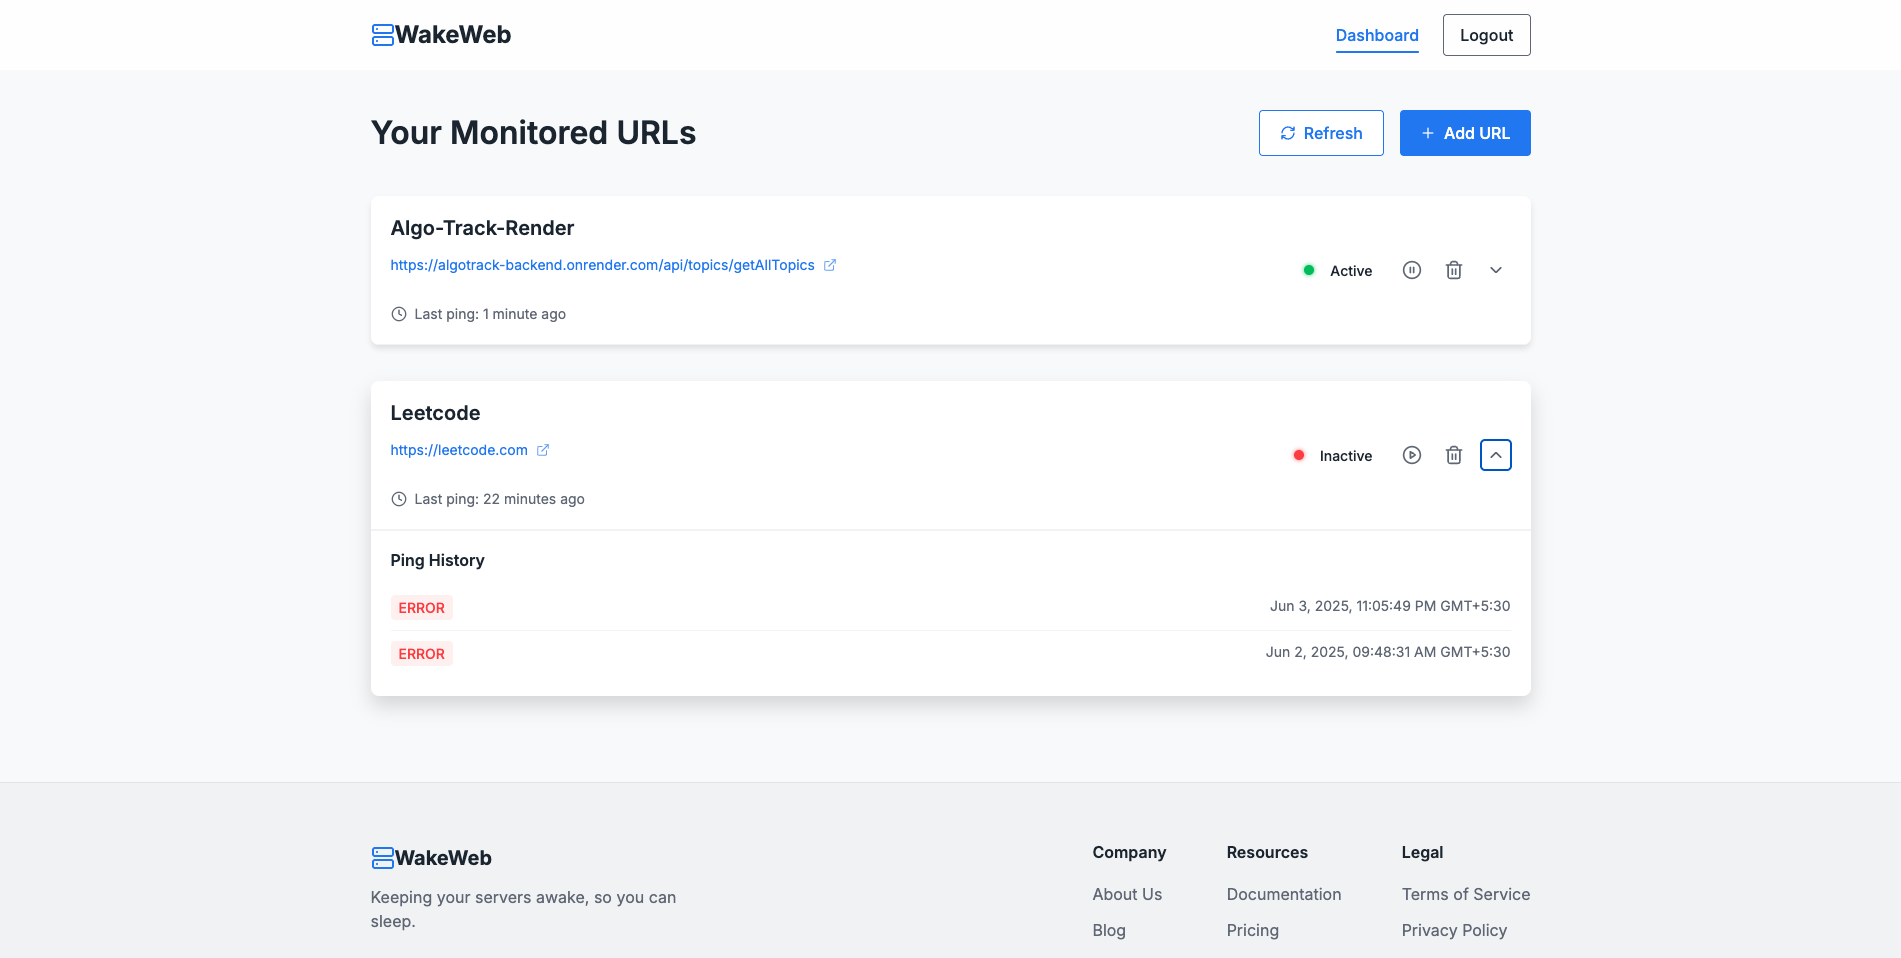 WakeWeb
Dashboard
Logout
Your Monitored URLs
Refresh
Add URL
Algo-Track-Render
https://algotrack-backend.onrender.com/api/topics/getAllTopics
Active
Last ping: 1 minute ago
Leetcode
https://leetcode.com
Inactive
Last ping: 22 minutes ago
Ping History
ERROR
Jun 3, 2025, 11:05:49 PM GMT+5:30
ERROR
Jun 2, 2025, 09:48:31 AM GMT+5:30
WakeWeb
Keeping your servers awake, so you can
sleep.
Company
About Us
Blog
Resources
Documentation
Pricing
Legal
Terms of Service
Privacy Policy